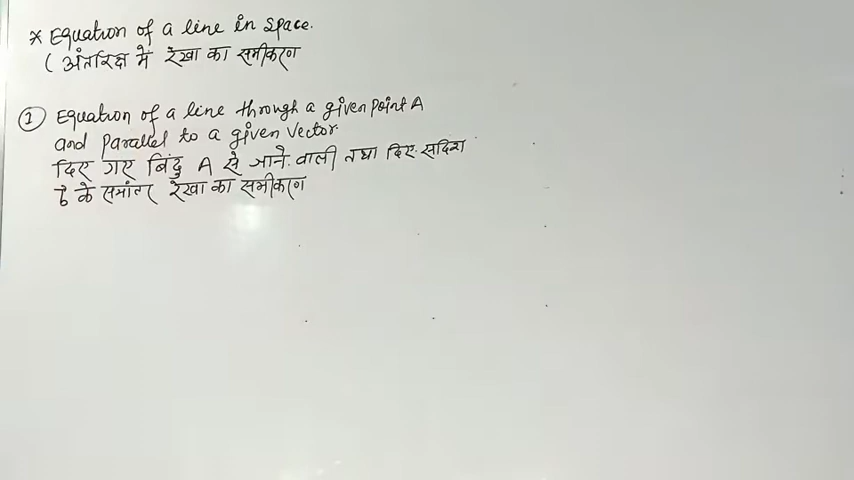 * Equation of a line in space.
( अंतरिक्ष में रेखा का समीकरण
① Equation of a line through a given point A
and parallel to a given vector.
दिए गए बिंदु A से जाने वाली तथा दिए सदिश
b के समांतर रेखा का समीकरण